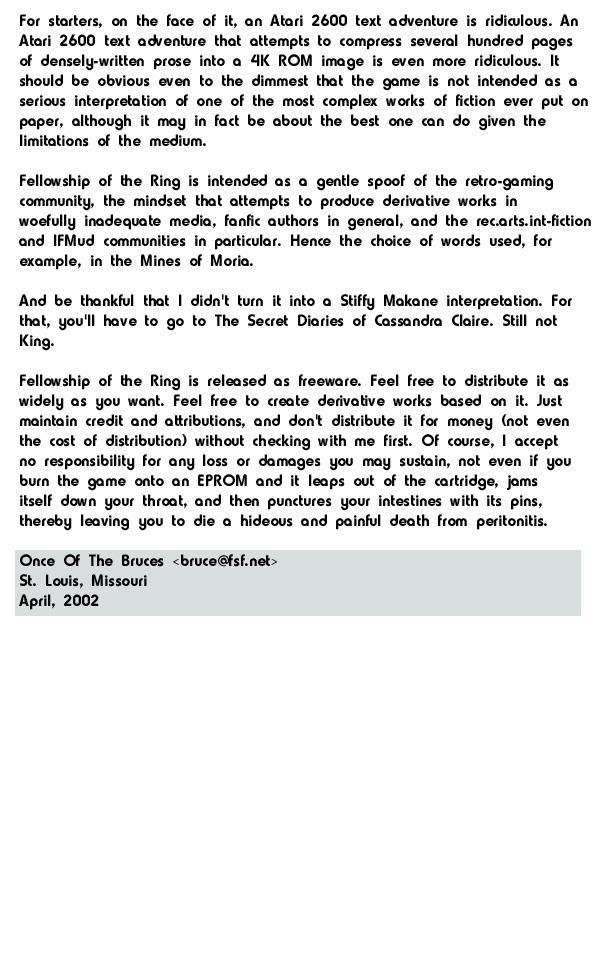 For starters, on the face of it, an Atari 2600 text adventure is ridiculous. An
Atari 2600 text adventure that attempts to compress several hundred pages
of densely-written prose into a 4K ROM image is even more ridiculous. It
should be obvious even to the dimmest that the game is not intended as a
serious interpretation of one of the most complex works of fiction ever put on
paper, although it may in fact be about the best one can do given the
limitations of the medium.

Fellowship of the Ring is intended as a gentle spoof of the retro-gaming
community, the mindset that attempts to produce derivative works in
woefully inadequate media, fanfic authors in general, and the rec.arts.int-fiction
and IFMud communities in particular. Hence the choice of words used, for
example, in the Mines of Moria.

And be thankful that I didn't turn it into a Stiffy Makane interpretation. For
that, you'll have to go to The Secret Diaries of Cassandra Claire. Still not
King.

Fellowship of the Ring is released as freeware. Feel free to distribute it as
widely as you want. Feel free to create derivative works based on it. Just
maintain credit and attributions, and don't distribute it for money (not even
the cost of distribution) without checking with me first. Of course, I accept
no responsibility for any loss or damages you may sustain, not even if you
burn the game onto an EPROM and it leaps out of the cartridge, jams
itself down your throat, and then punctures your intestines with its pins,
thereby leaving you to die a hideous and painful death from peritonitis.

Once Of The Bruces <bruce@fsf.net>
St. Louis, Missouri
April, 2002